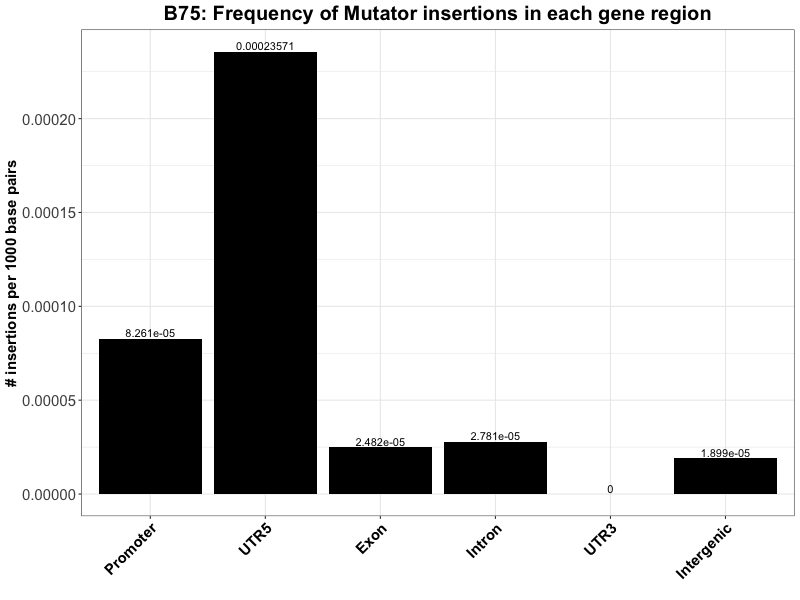 B75: Frequency of Mutator insertions in each gene region
# insertions per 1000 base pairs
0.00020
0.00015
0.00010
0.00005
0.00000
8.261e-05
0.00023571
2.482e-05
2.781e-05
0
1.899e-05
Promoter
UTR5
Exon
Intron
UTR3
Intergenic